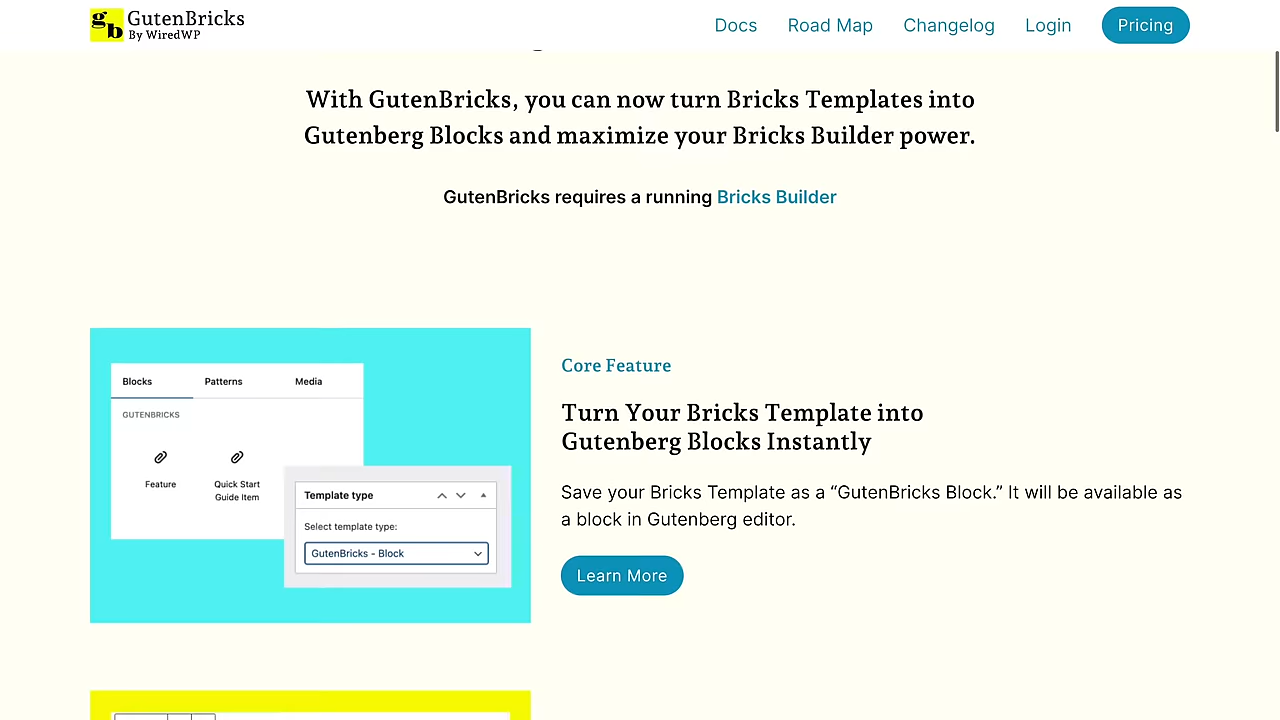 GutenBricks
By WiredWP
Docs
Road Map
Changelog
Login
Pricing
With GutenBricks, you can now turn Bricks Templates into
Gutenberg Blocks and maximize your Bricks Builder power.
GutenBricks requires a running Bricks Builder
Blocks
Patterns
Media
GUTENBRICKS
Feature
Quick Start
Guide Item
Template type
Select template type:
GutenBricks - Block
Core Feature
Turn Your Bricks Template into
Gutenberg Blocks Instantly
Save your Bricks Template as a “GutenBricks Block.” It will be available as
a block in Gutenberg editor.
Learn More